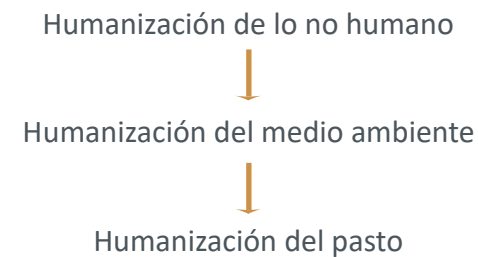 Humanización de lo no humano
Humanización del medio ambiente
Humanización del pasto